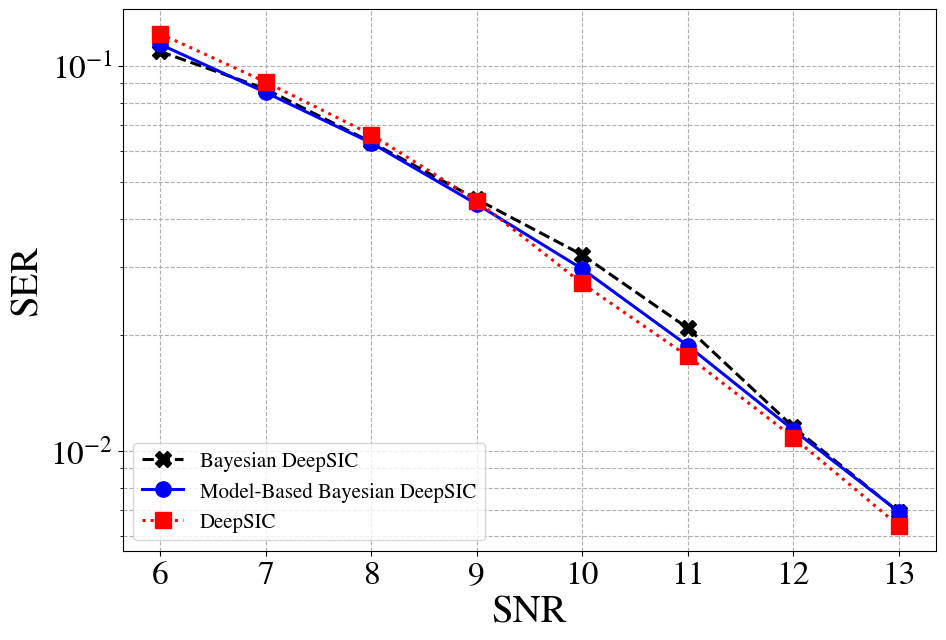 10⁻¹
10⁻²
SER
Bayesian DeepSIC
Model-Based Bayesian DeepSIC
DeepSIC
6 7 8 9 10 11 12 13
SNR